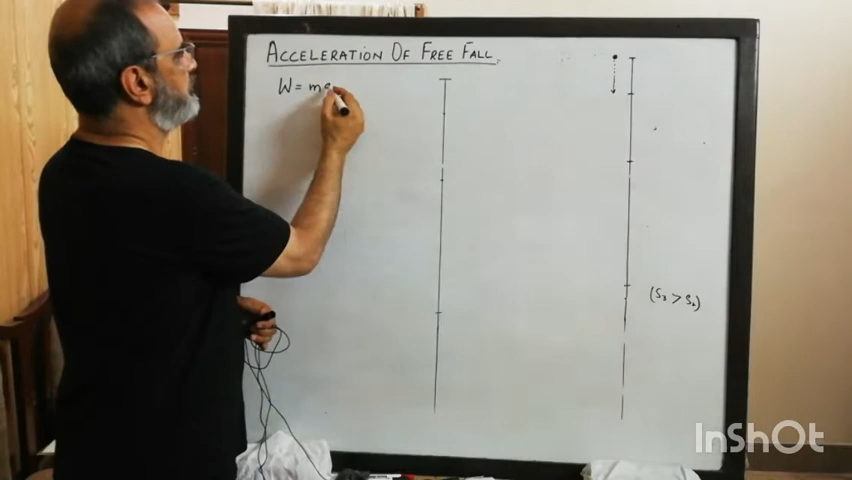 ACCELERATION OF FREE FALL.
W = mg
(S₃ > S₂)
InShOt